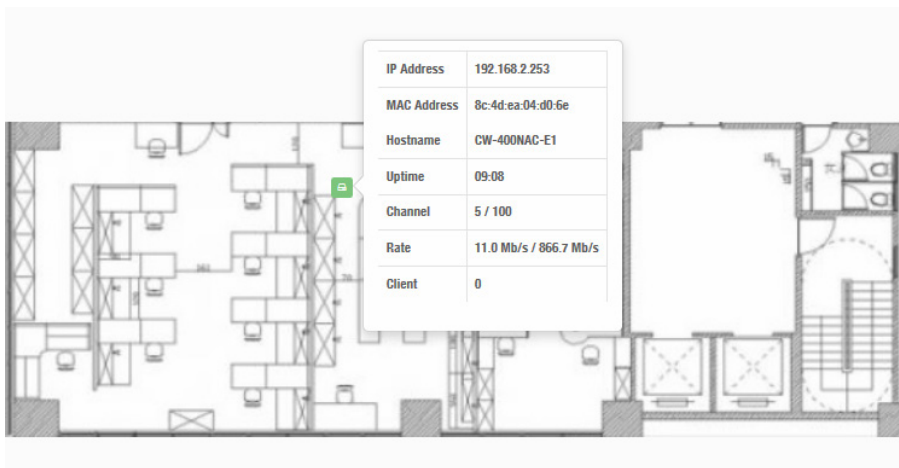 IP Address 192.168.2.253
MAC Address 8c:4d:ea:04:d0:6e
Hostname CW-400NAC-E1
Uptime 09:08
Channel 5 / 100
Rate 11.0 Mb/s / 866.7 Mb/s
Client 0
70